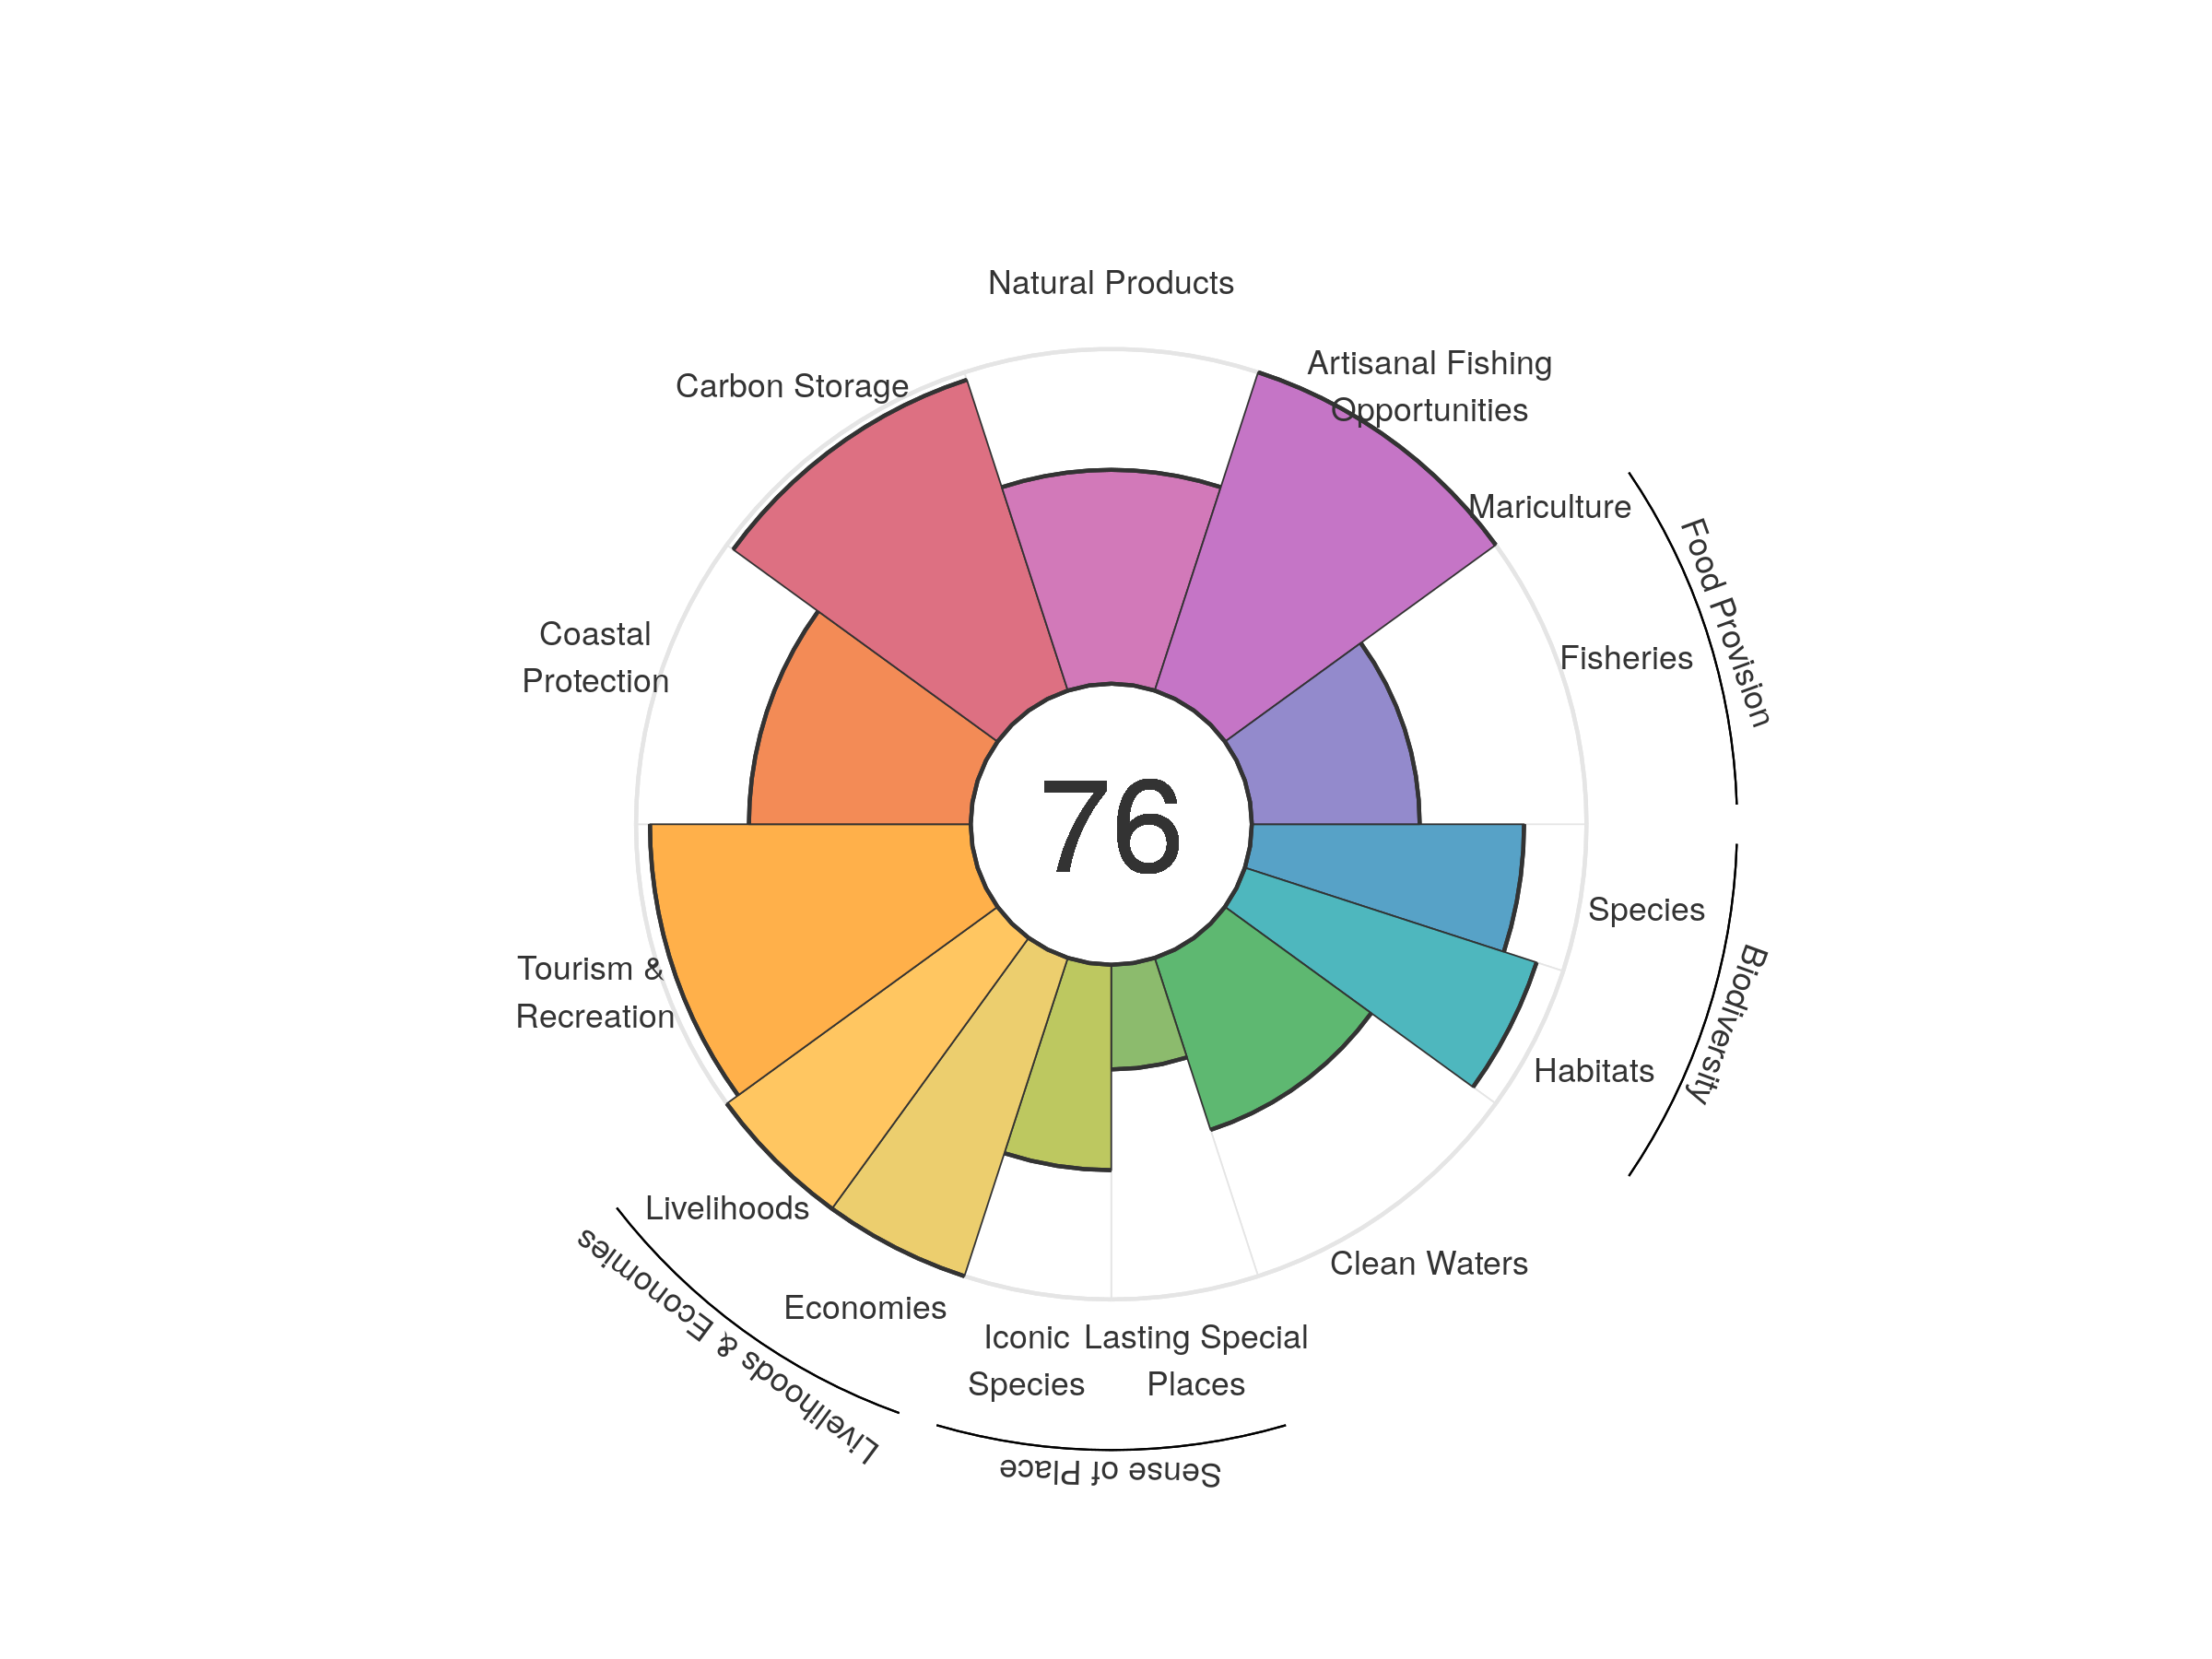 Natural Products
Carbon Storage
Artisanal Fishing
Opportunities
Mariculture
Food Provision
Fisheries
Coastal
Protection
76
Species
Biodiversity
Habitats
Tourism &
Recreation
Livelihoods
Livelihoods & Economies
Economies
Clean Waters
Iconic
Species
Lasting Special
Places
Sense of Place